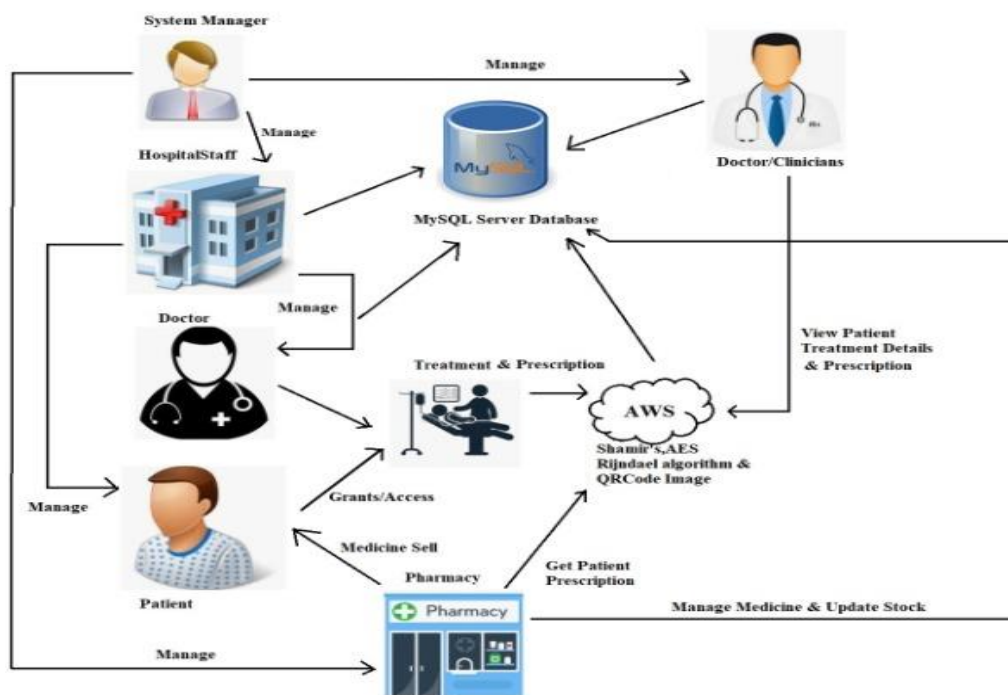 System Manager
Manage
Manage
HospitalStaff
MySQL
Doctor/Clinicians
MySQL Server Database
Manage
Doctor
View Patient
Treatment Details
& Prescription
Treatment & Prescription
AWS
Shamir's,AES
Rijndael algorithm &
QRCode Image
Manage
Grants/Access
Medicine Sell
Get Patient
Prescription
Pharmacy
Patient
Pharmacy
Manage Medicine & Update Stock
Manage